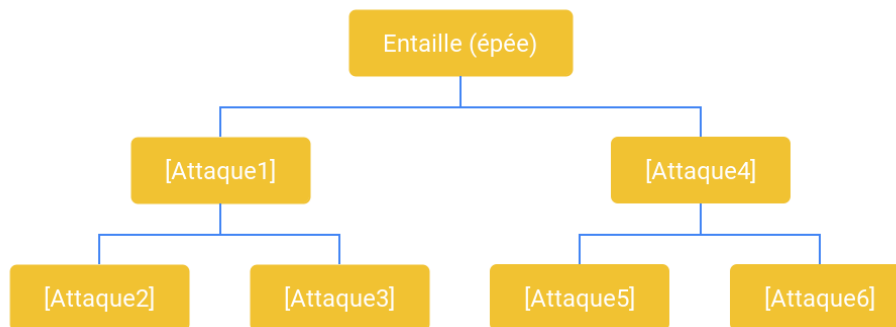 Entaille (épée)
[Attaque1]
[Attaque4]
[Attaque2]
[Attaque3]
[Attaque5]
[Attaque6]